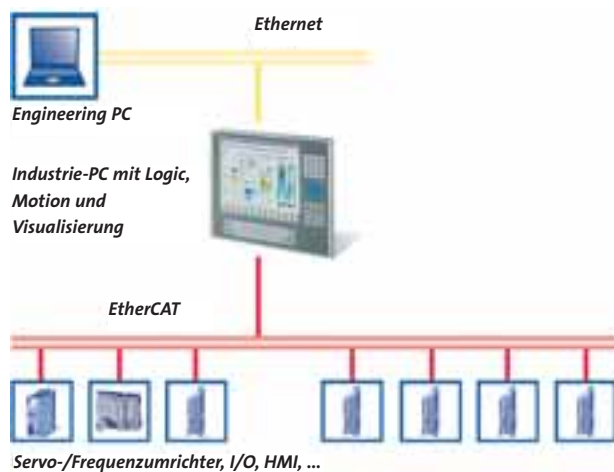 Ethernet
Engineering PC
Industrie-PC mit Logic,
Motion und
Visualisierung
EtherCAT
Servo-/Frequenzumrichter, I/O, HMI, ...